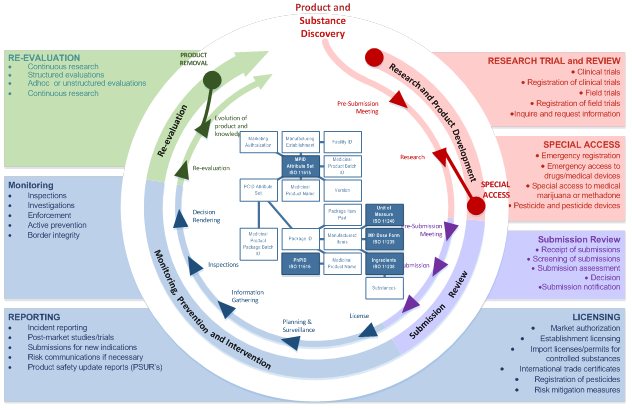 Product and
Substance
Discovery
RE-EVALUATION
• Continuous research
• Structured evaluations
• Adhoc or unstructured evaluations
• Continuous research
PRODUCT
REMOVAL
RESEARCH TRIAL and REVIEW
• Clinical trials
• Registration of clinical trials
• Field trials
• Registration of field trials
•Inquire and request information
Re-evaluation
Research and Product Development
Pre-Submission
Meeting
Evolution of
product and
knowledge
Re-evaluation
Research
SPECIAL ACCESS
• Emergency registration
• Emergency access to
drugs/medical devices
• Special access to medical
marijuana or methadone
• Pesticide and pesticide devices
SPECIAL
ACCESS
Marketing
Authorisation
Manufacturing
Establishment
Facility ID
MPID
Attribute Set
ISO 11615
Medicinal
Product Batch
ID
PCID Attribute
Set
Medicinal
Product Name
Version
Package Item
Part
Unit of
Measure
ISO 11240
Medicinal
Product
Package Batch
ID
Package ID
Manufactured
Items
MFI Dose Form
ISO 11239
PhPID
ISO 11616
Medicinal
Product Name
Ingredients
ISO 11238
Substances
Monitoring
• Inspections
• Investigations
• Enforcement
• Active prevention
• Border integrity
Decision
Rendering
Inspections
Information
Gathering
Planning &
Surveillance
License
Pre-Submission
Meeting
Submission
Monitoring, Prevention and Intervention
Submission Review
Submission Review
• Receipt of submissions
• Screening of submissions
• Submission assessment
• Decision
•Submission notification
REPORTING
• Incident reporting
• Post-market studies/trials
• Submissions for new indications
• Risk communications if necessary
• Product safety update reports (PSUR's)
LICENSING
• Market authorization
• Establishment licensing
• Import licenses/permits for
controlled substances
• International trade certificates
• Registration of pesticides
• Risk mitigation measures